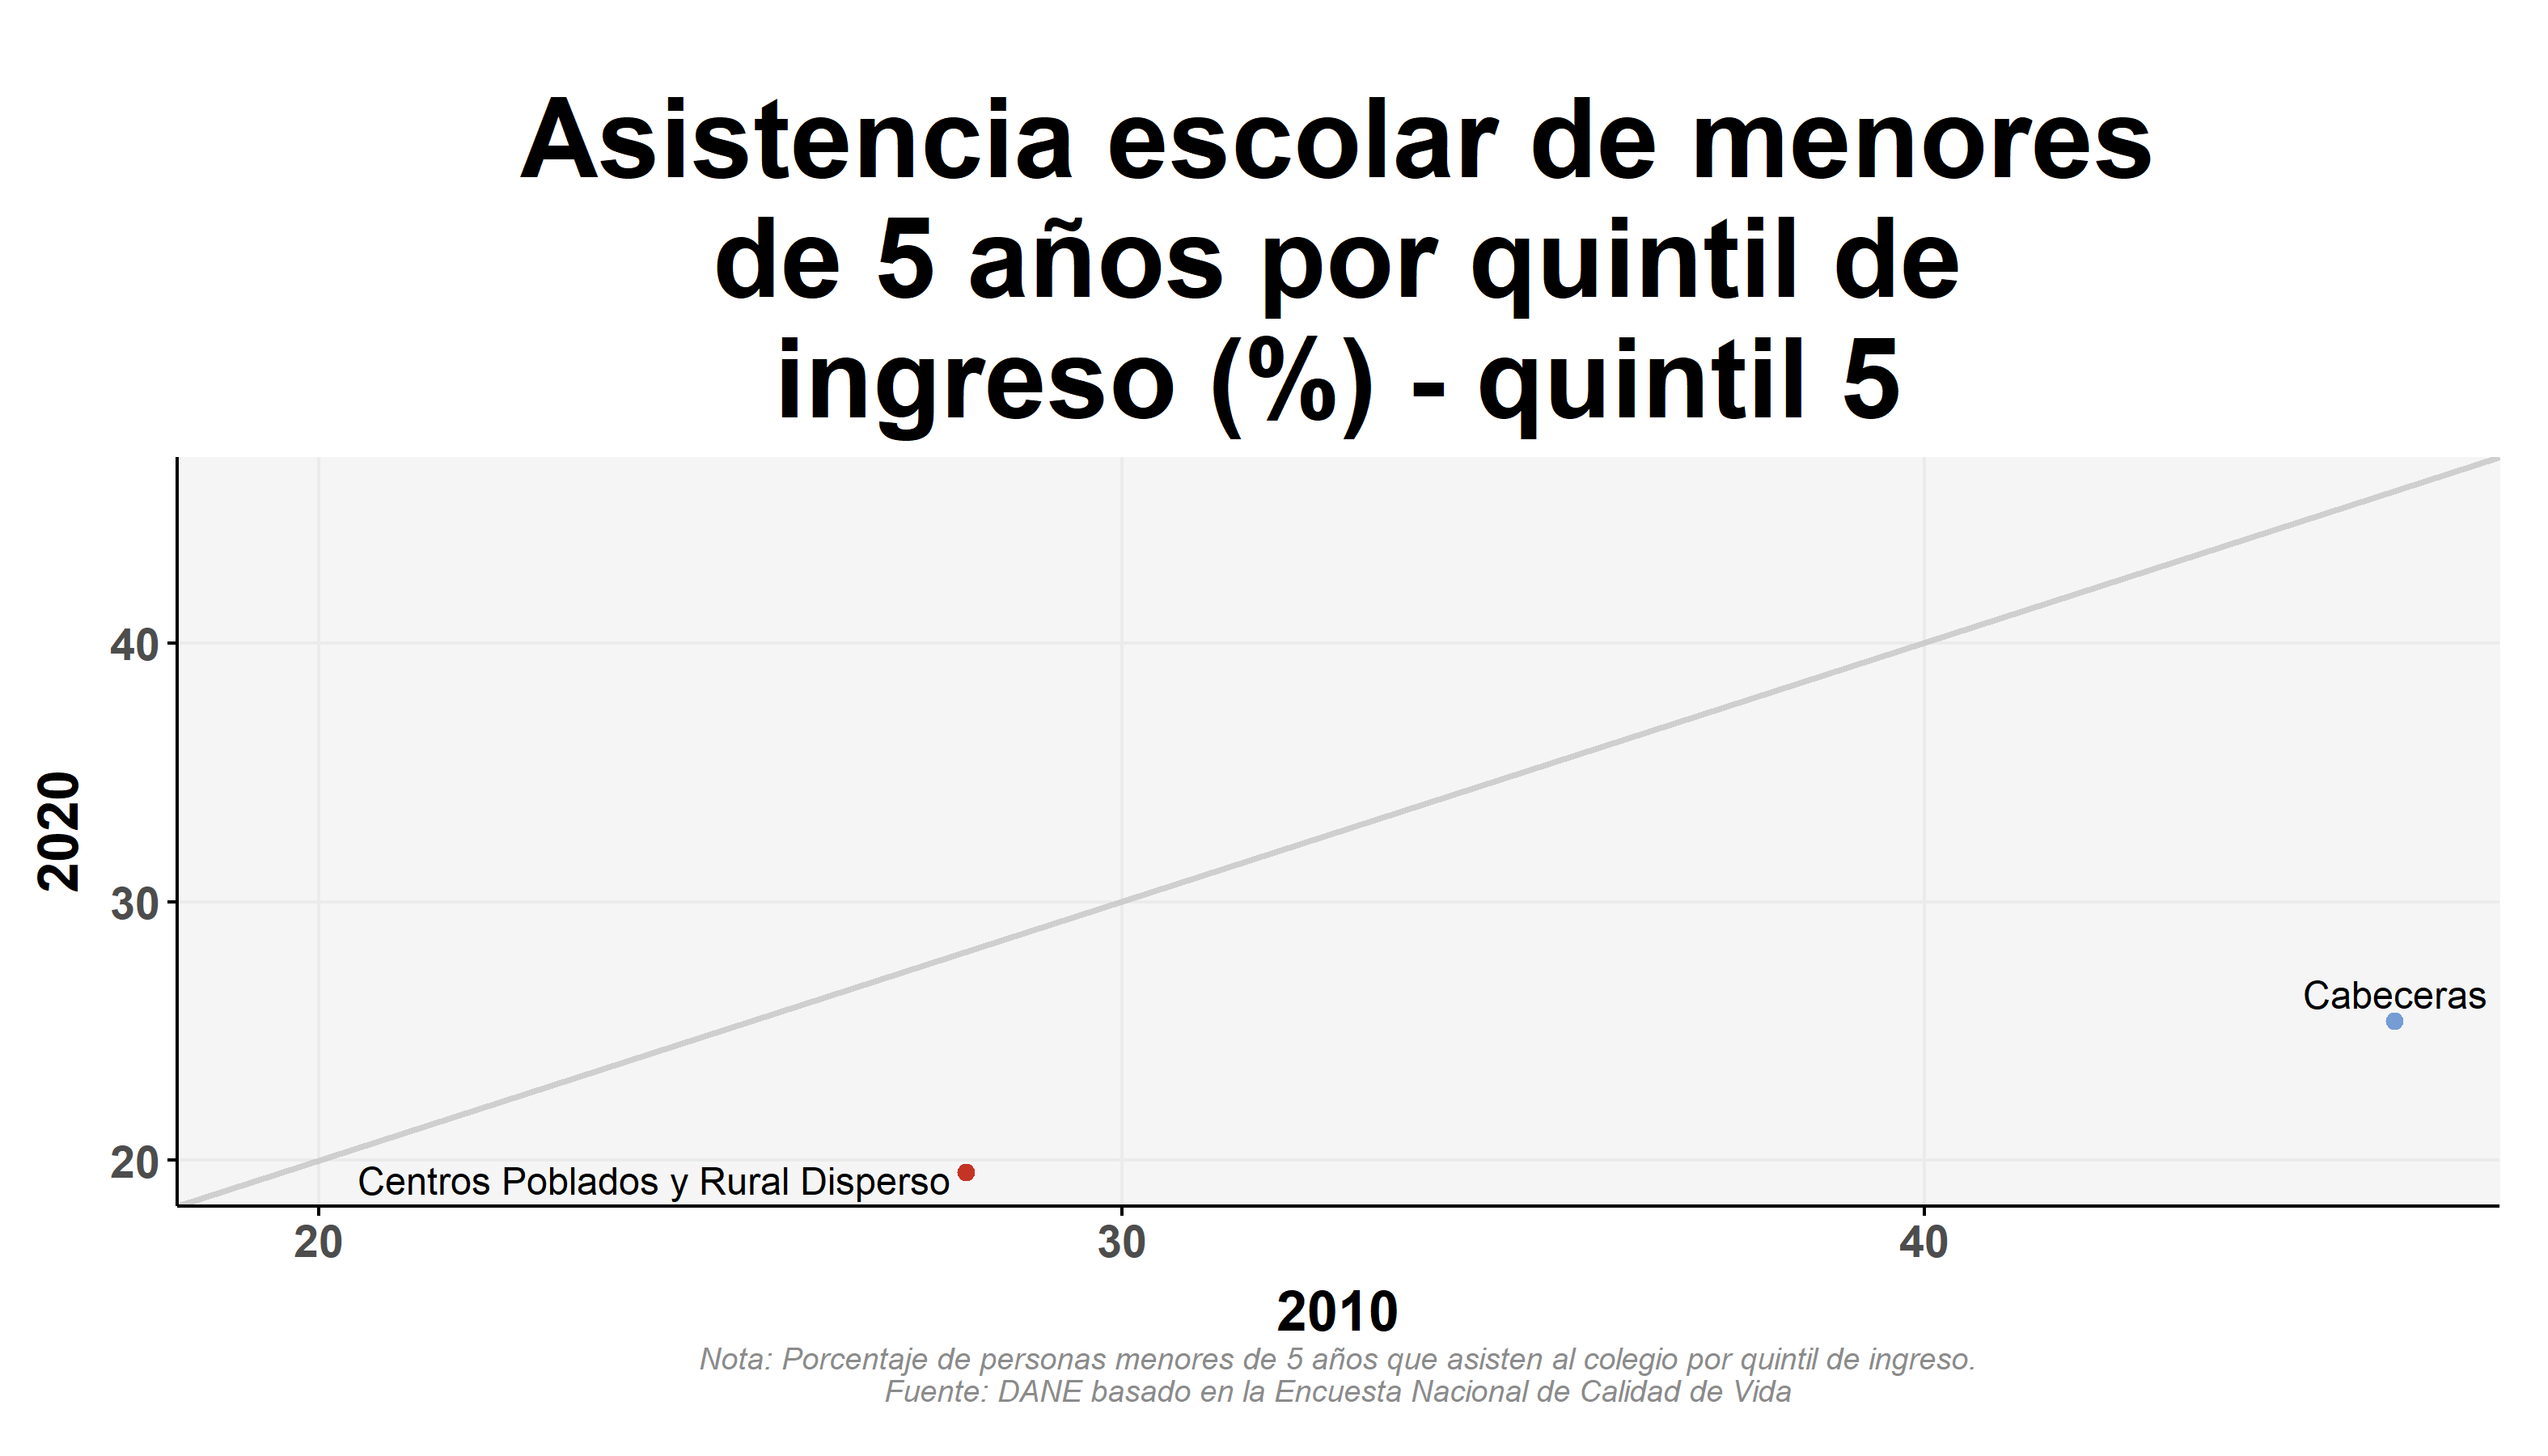 Asistencia escolar de menores
de 5 años por quintil de
ingreso (%) - quintil 5
40
30
20
2020
Cabeceras
Centros Poblados y Rural Disperso
20
30
40
2010
Nota: Porcentaje de personas menores de 5 años que asisten al colegio por quintil de ingreso.
Fuente: DANE basado en la Encuesta Nacional de Calidad de Vida